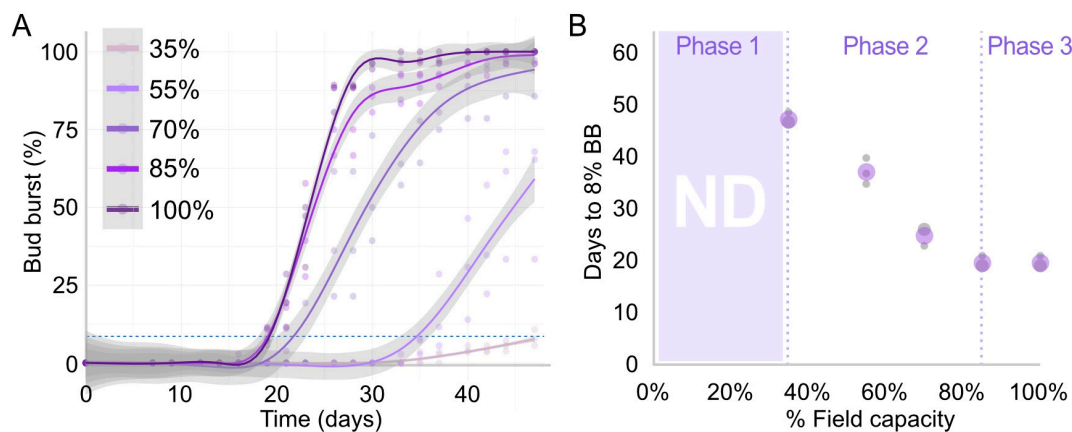 A
Bud burst (%)
100
75
50
25
0
35%
55%
70%
85%
100%
0 10 20 30 40
Time (days)
B
Days to 8% BB
60
50
40
30
20
10
0
Phase 1 Phase 2 Phase 3
ND
0% 20% 40% 60% 80% 100%
% Field capacity